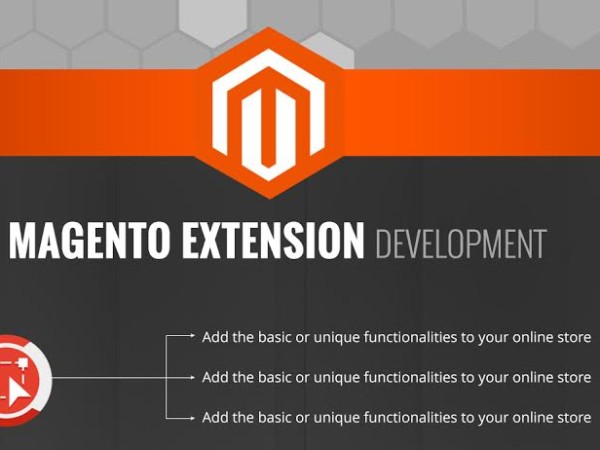 MAGENTO EXTENSION DEVELOPMENT
Add the basic or unique functionalities to your online store
Add the basic or unique functionalities to your online store
Add the basic or unique functionalities to your online store